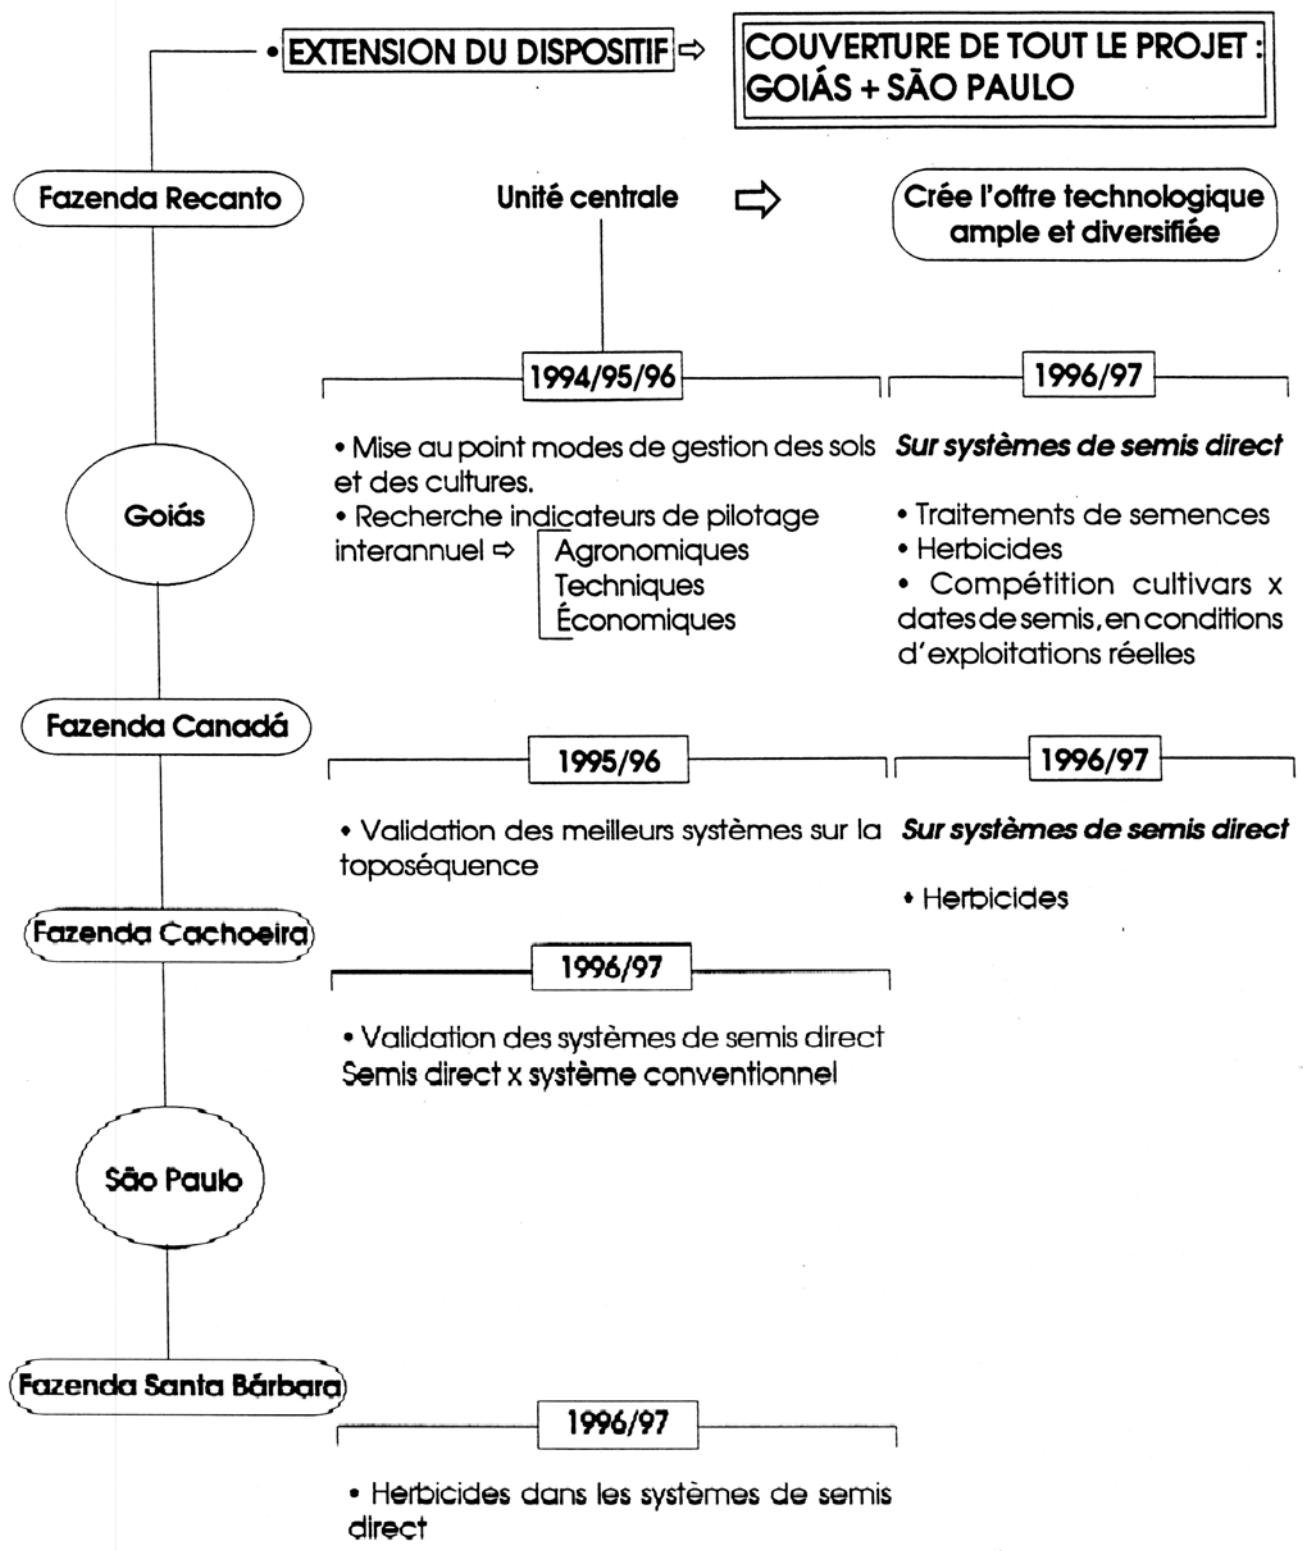 • EXTENSION DU DISPOSITIF ⇨
COUVERTURE DE TOUT LE PROJET :
GOIÁS + SÃO PAULO
Fazenda Recanto
Unité centrale ⇨
Crée l'offre technologique
ample et diversifiée
1994/95/96
1996/97
• Mise au point modes de gestion des sols
et des cultures.
• Recherche indicateurs de pilotage
interannuel ⇨
Agronomiques
Techniques
Économiques
Sur systèmes de semis direct
• Traitements de semences
• Herbicides
• Compétition cultivars x
dates de semis, en conditions
d'exploitations réelles
Goiás
Fazenda Canadá
1995/96
1996/97
• Validation des meilleurs systèmes sur la
toposéquence
Sur systèmes de semis direct
• Herbicides
Fazenda Cachoeira
1996/97
• Validation des systèmes de semis direct
Semis direct x système conventionnel
São Paulo
Fazenda Santa Bárbara
1996/97
• Herbicides dans les systèmes de semis
direct